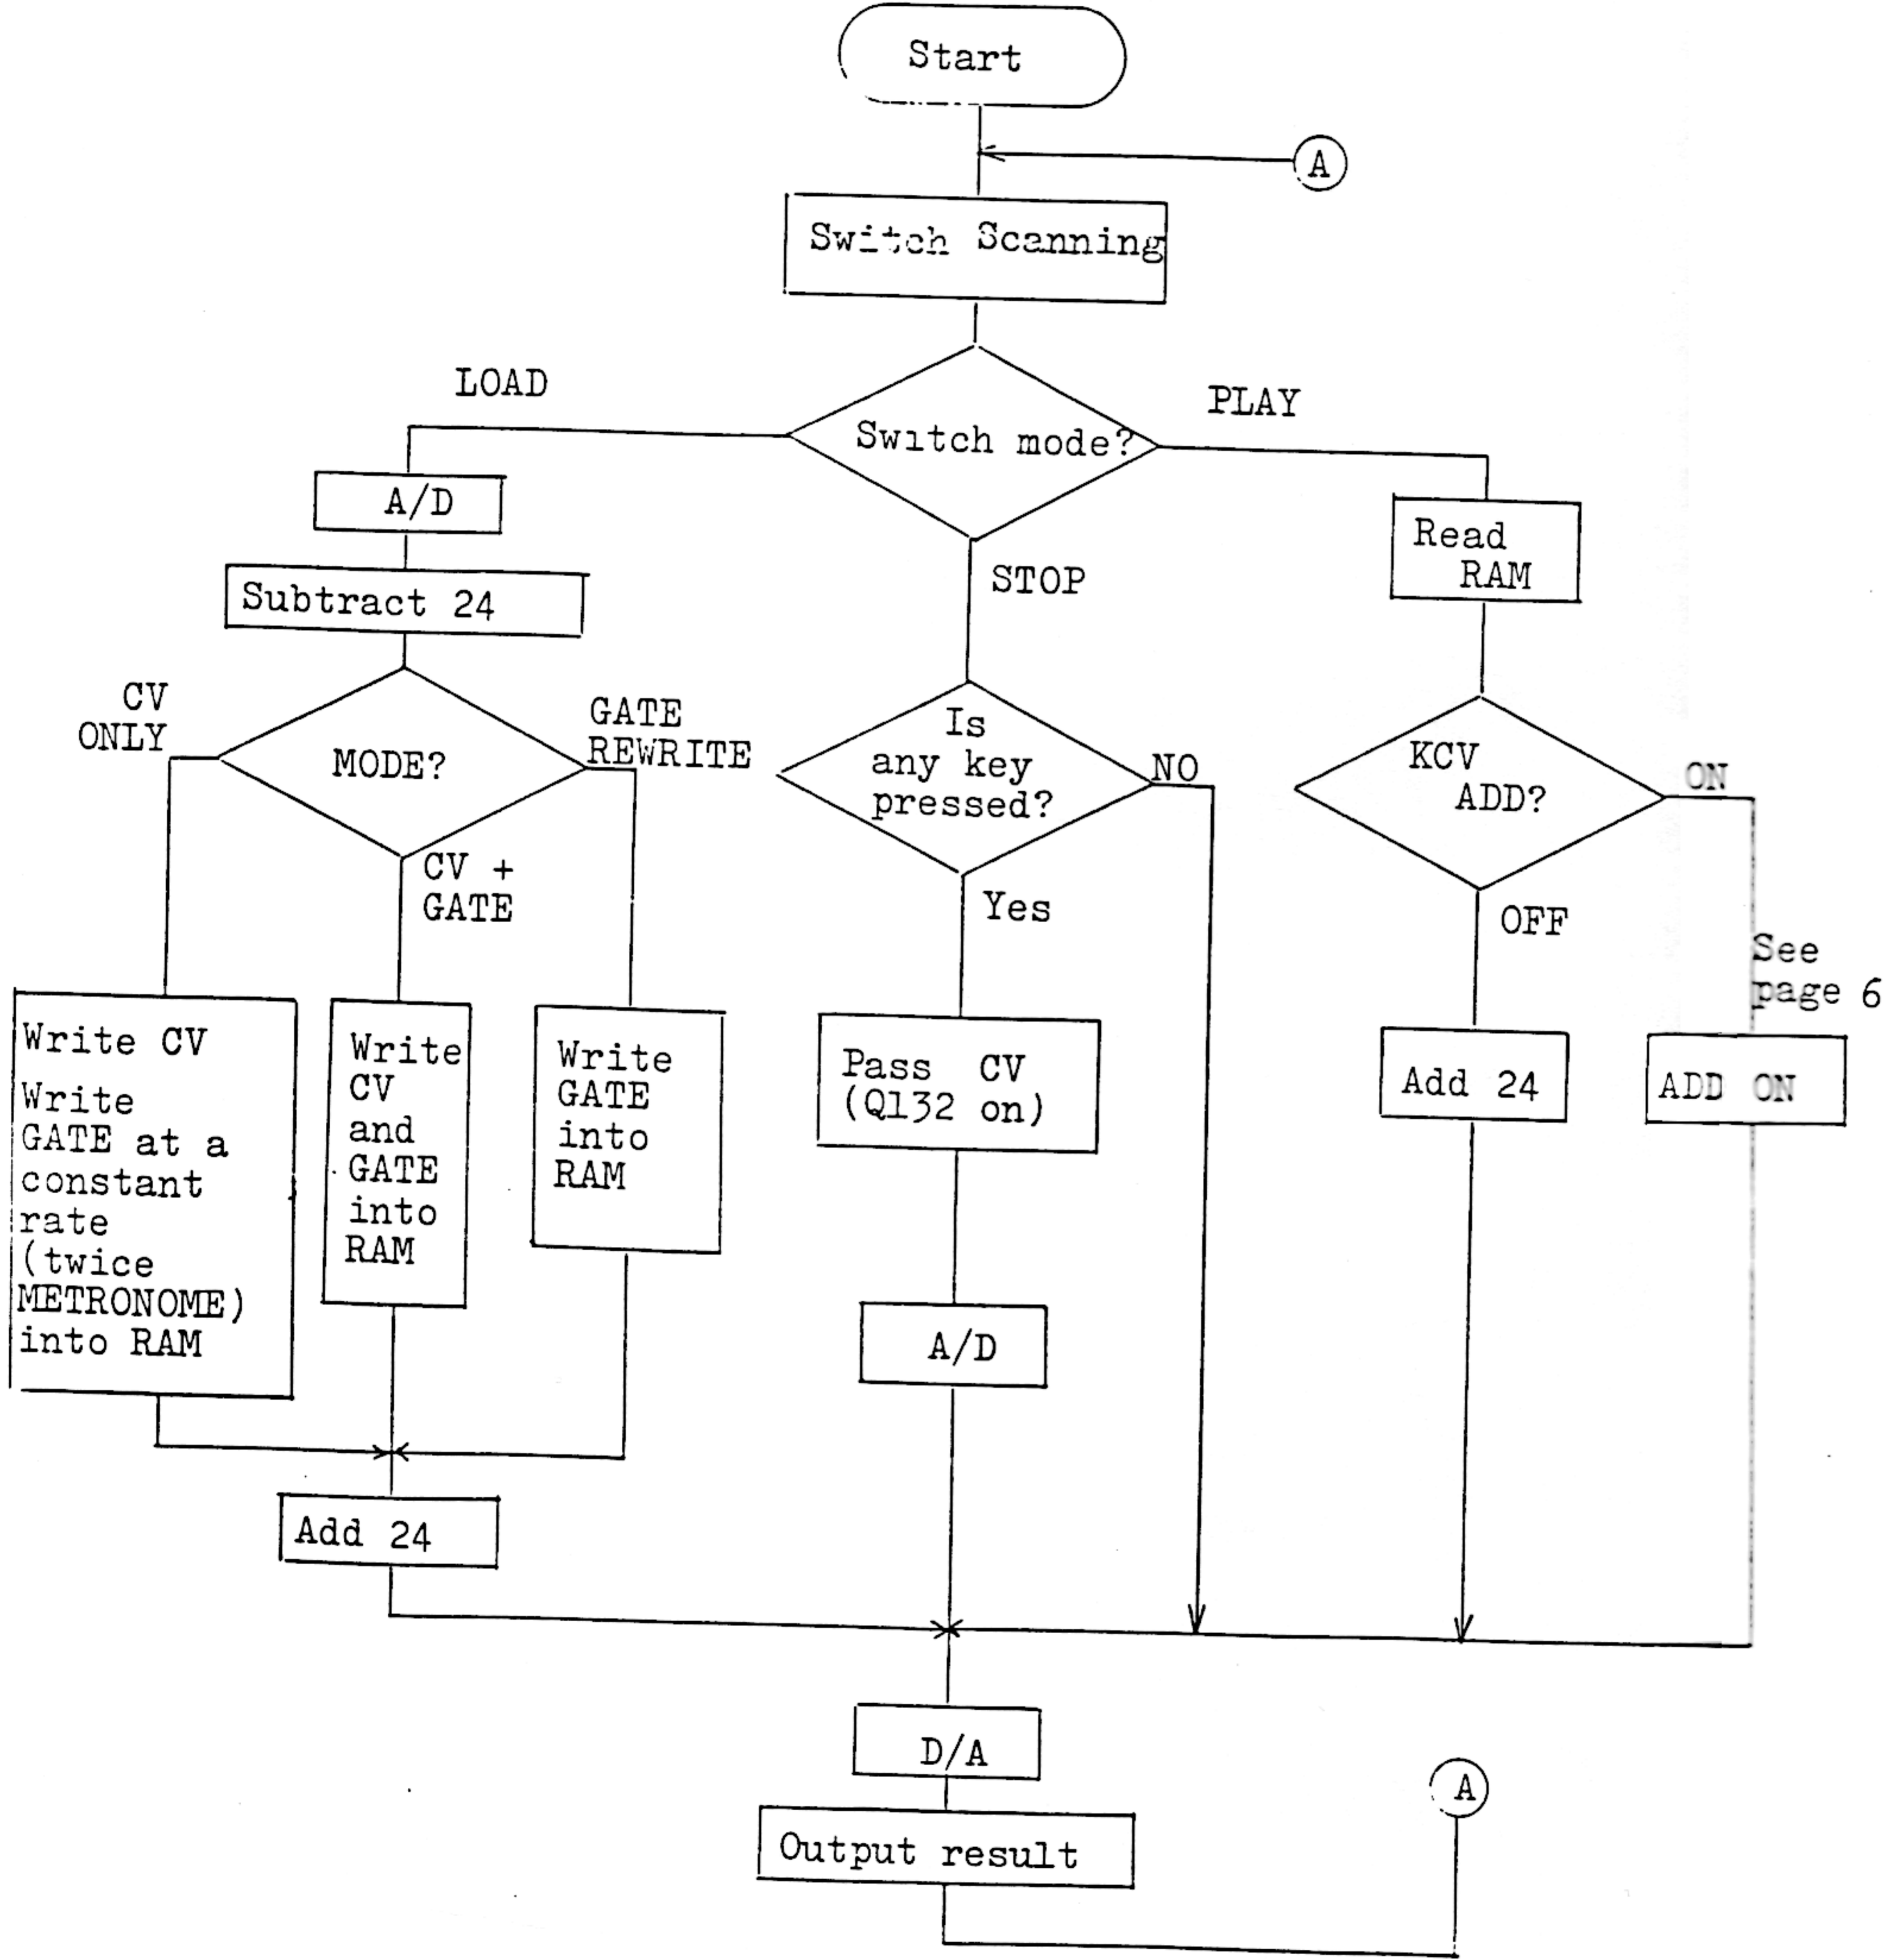 Start
A
Switch Scanning
LOAD
PLAY
Switch mode?
A/D
Read
RAM
STOP
Subtract 24
CV
ONLY
MODE?
GATE
REWRITE
CV +
GATE
Is
any key
pressed?
NO
Yes
KCV
ADD?
ON
OFF
See
page 6
Write CV
Write
GATE at a
constant
rate
(twice
METRONOME)
into RAM
Write
CV
and
GATE
into
RAM
Write
GATE
into
RAM
Pass CV
(Q132 on)
Add 24
ADD ON
A/D
Add 24
D/A
A
Output result